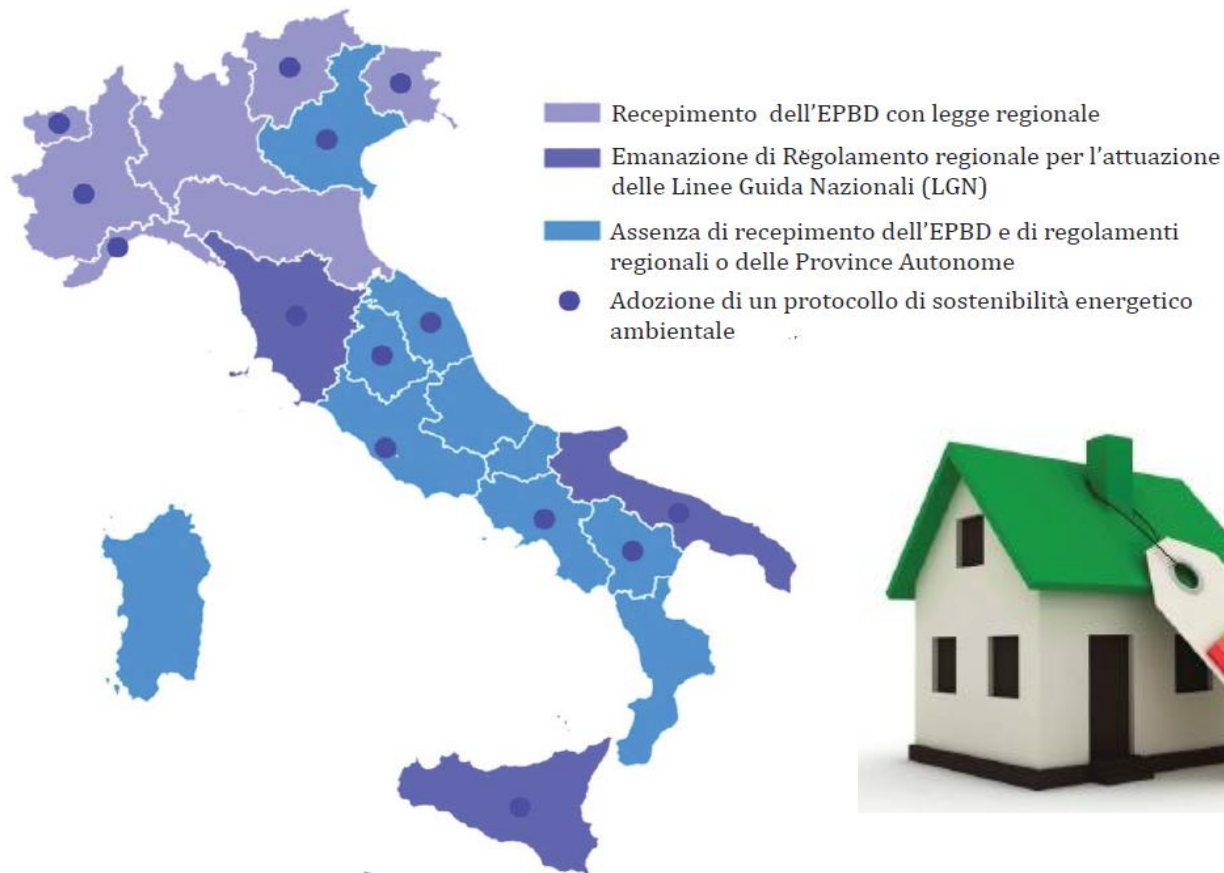 Recepimento dell'EPBD con legge regionale
Emanazione di Regolamento regionale per l'attuazione
delle Linee Guida Nazionali (LGN)
Assenza di recepimento dell'EPBD e di regolamenti
regionali o delle Province Autonome
Adozione di un protocollo di sostenibilità energetico
ambientale